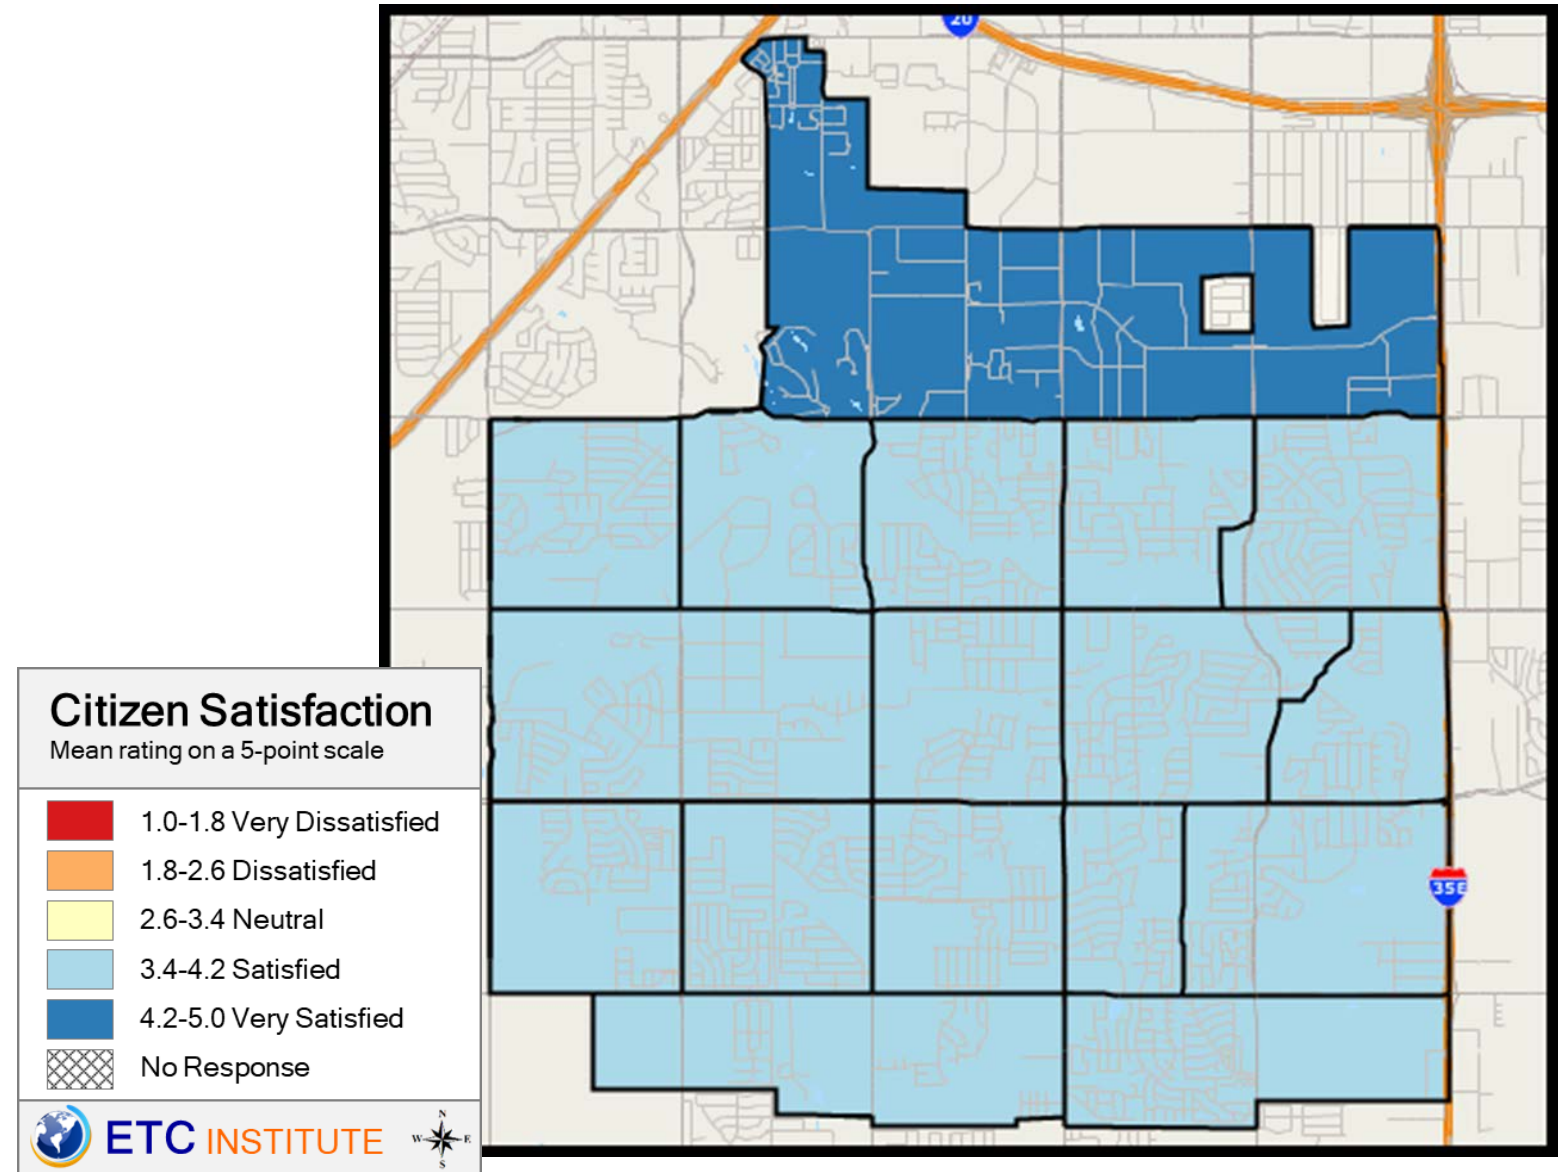 20
35E
Citizen Satisfaction
Mean rating on a 5-point scale
1.0-1.8 Very Dissatisfied
1.8-2.6 Dissatisfied
2.6-3.4 Neutral
3.4-4.2 Satisfied
4.2-5.0 Very Satisfied
No Response
ETC INSTITUTE
N
W E
S